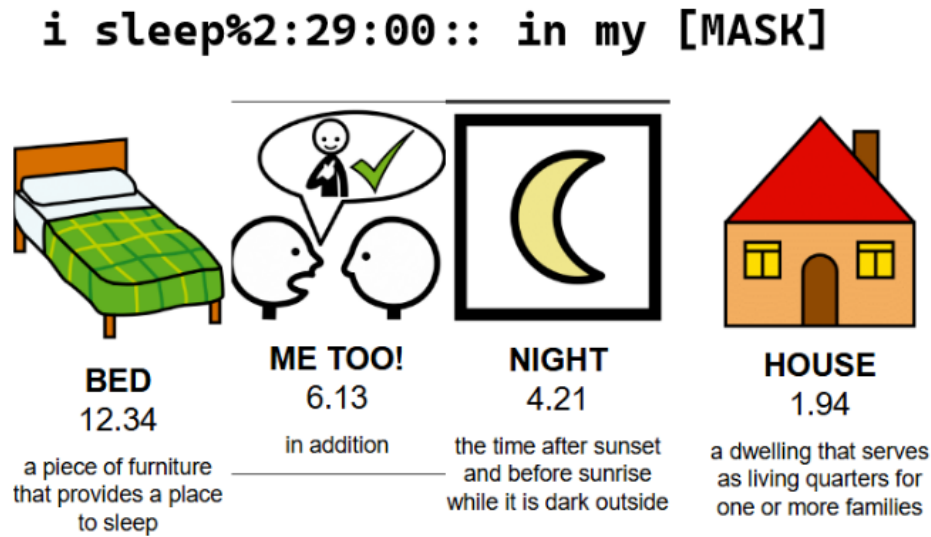 i sleep%2:29:00:: in my [MASK]
BED
12.34
a piece of furniture
that provides a place
to sleep
ME TOO!
6.13
in addition
NIGHT
4.21
the time after sunset
and before sunrise
while it is dark outside
HOUSE
1.94
a dwelling that serves
as living quarters for
one or more families